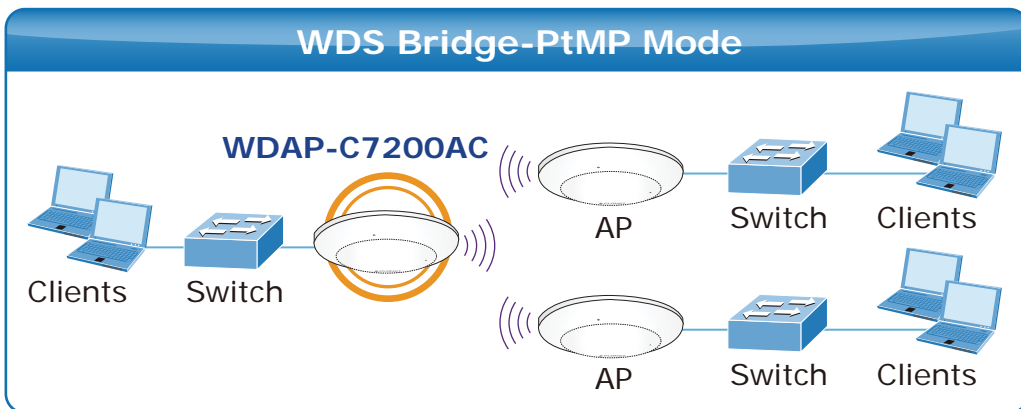 WDS Bridge-PtMP Mode
WDAP-C7200AC
AP
Switch
Clients
Clients
Switch
AP
Switch
Clients